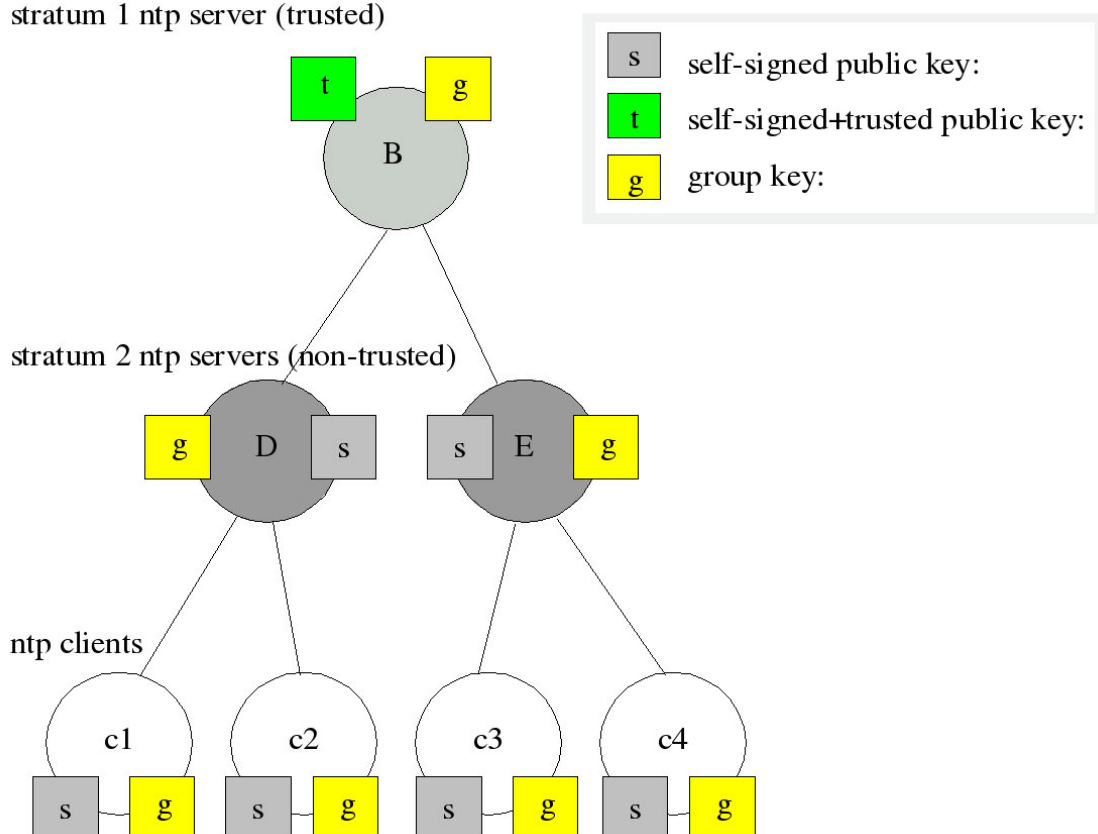 stratum 1 ntp server (trusted)
t g
B
s self-signed public key:
t self-signed+trusted public key:
g group key:
stratum 2 ntp servers (non-trusted)
g D s s E g
ntp clients
c1 c2 c3 c4
s g s g s g s g